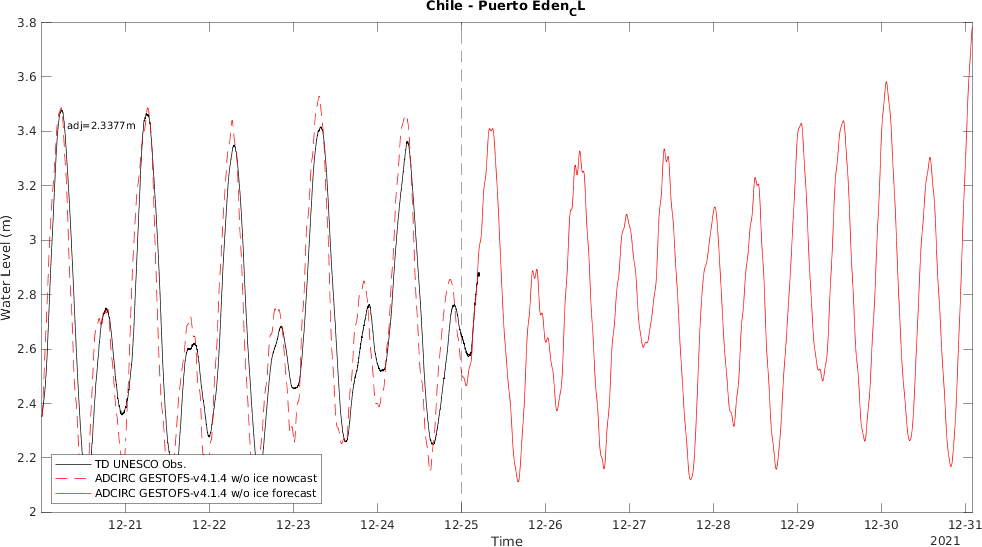 Chile - Puerto Eden_CL
3.8
3.6
3.4
3.2
3
2.8
2.6
2.4
2.2
2
Water Level (m)
adj=2.3377m
TD UNESCO Obs.
ADCIRC GESTOFS-v4.1.4 w/o ice nowcast
ADCIRC GESTOFS-v4.1.4 w/o ice forecast
12-21 12-22 12-23 12-24 12-25 12-26 12-27 12-28 12-29 12-30 12-31
Time
2021